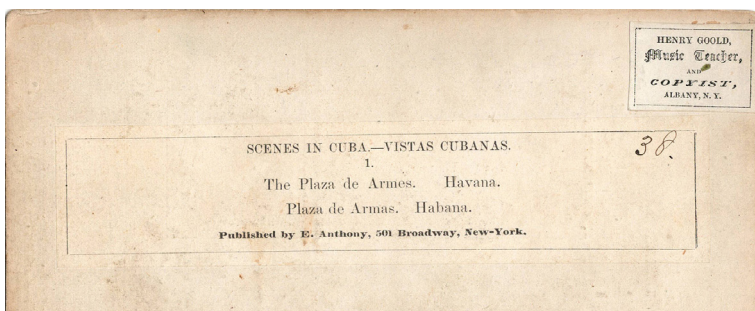 HENRY GOOLD,
Music Teacher,
AND
COPYIST,
ALBANY, N. Y.
SCENES IN CUBA.—VISTAS CUBANAS.
38.
1.
The Plaza de Armes. Havana.
Plaza de Armas. Habana.
Published by E. Anthony, 501 Broadway, New-York.